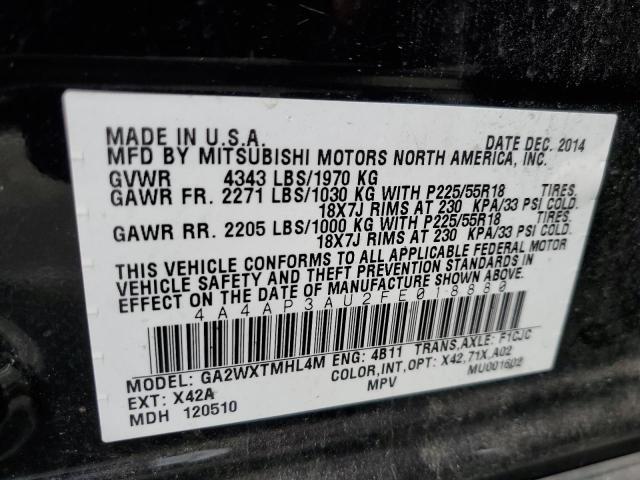 MADE IN U.S.A. DATE DEC. 2014
MFD BY MITSUBISHI MOTORS NORTH AMERICA, INC.
GVWR 4343 LBS/1970 KG
GAWR FR. 2271 LBS/1030 KG WITH P225/55R18 TIRES,
18X7J RIMS AT 230 KPA/33 PSI COLD.
GAWR RR. 2205 LBS/1000 KG WITH P225/55R18 TIRES,
18X7J RIMS AT 230 KPA/33 PSI COLD.
THIS VEHICLE CONFORMS TO ALL APPLICABLE FEDERAL MOTOR
VEHICLE SAFETY AND THEFT PREVENTION STANDARDS IN
EFFECT ON THE DATE OF MANUFACTURE SHOWN ABOVE.
4A4AP3AU2FE018880
MODEL: GA2WXTMHL4M ENG: 4B11 TRANS,AXLE: F1CJC
EXT: X42A COLOR,INT,OPT: X42,71X,A02
MDH 120510 MPV MU001602